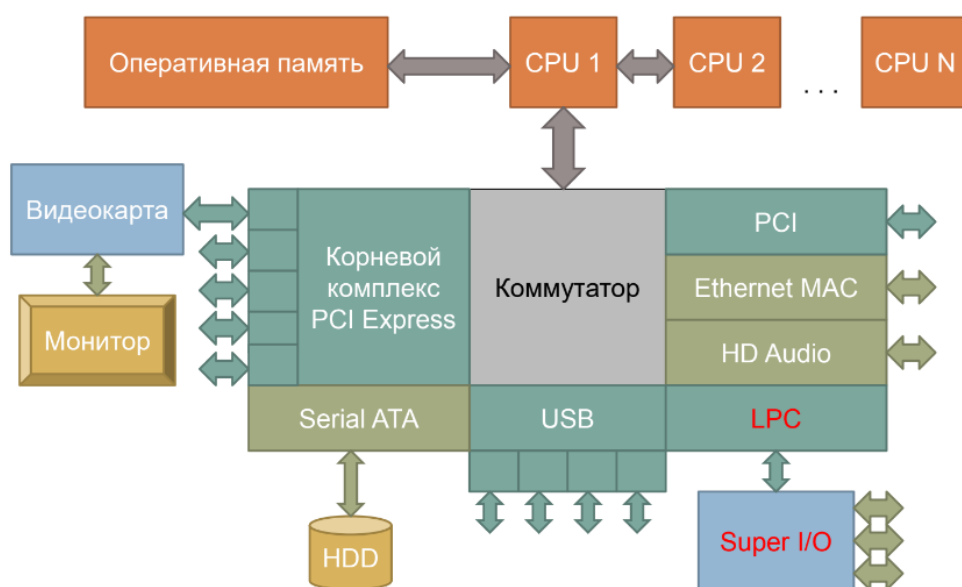 Оперативная память
CPU 1
CPU 2
. . .
CPU N
Видеокарта
Монитор
Корневой
комплекс
PCI Express
Коммутатор
PCI
Ethernet MAC
HD Audio
Serial ATA
USB
LPC
HDD
Super I/O